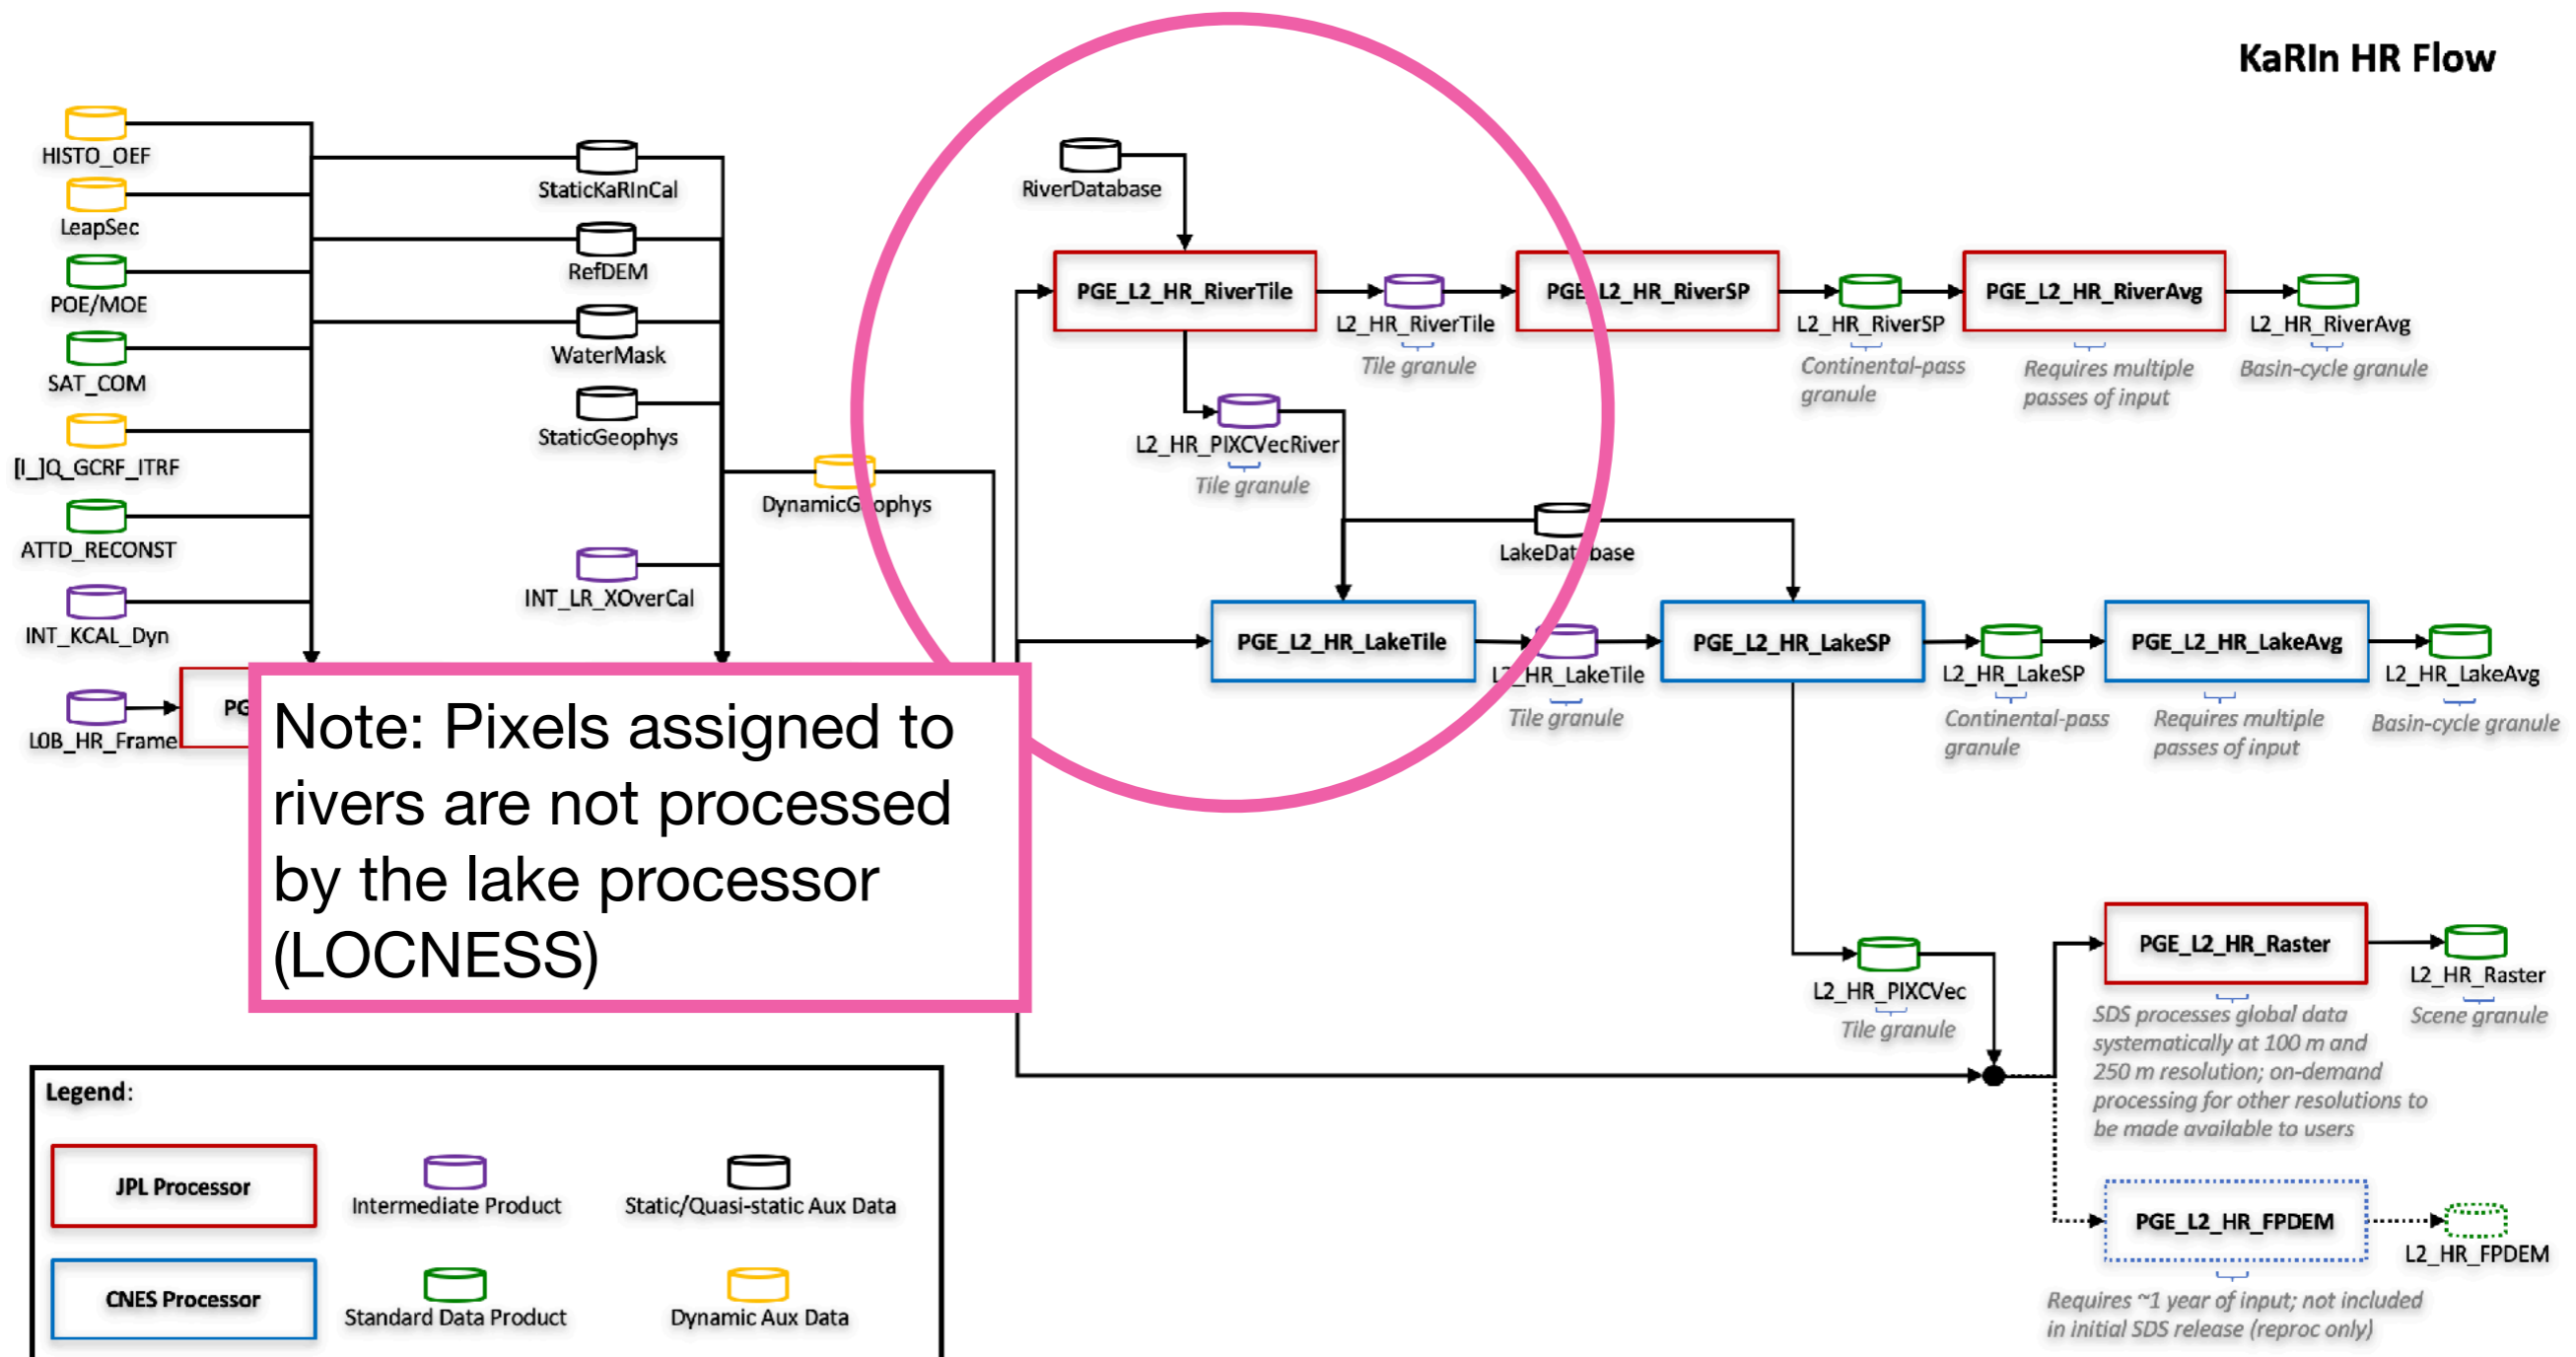 KaRIn HR Flow
HISTO_OEF
LeapSec
POE/MOE
SAT_COM
[I_]Q_GCRF_ITRF
ATTD_RECONST
INT_KCAL_Dyn
L0B_HR_Frame
PG
StaticKaRInCal
RefDEM
WaterMask
StaticGeophys
INT_LR_XOverCal
DynamicGeophys
RiverDatabase
PGE_L2_HR_RiverTile
L2_HR_RiverTile
Tile granule
PGE_L2_HR_RiverSP
L2_HR_RiverSP
Continental-pass
granule
PGE_L2_HR_RiverAvg
Requires multiple
passes of input
L2_HR_RiverAvg
Basin-cycle granule
L2_HR_PIXCVecRiver
Tile granule
LakeDatabase
PGE_L2_HR_LakeTile
L2_HR_LakeTile
Tile granule
PGE_L2_HR_LakeSP
L2_HR_LakeSP
Continental-pass
granule
PGE_L2_HR_LakeAvg
Requires multiple
passes of input
L2_HR_LakeAvg
Basin-cycle granule
Note: Pixels assigned to
rivers are not processed
by the lake processor
(LOCNESS)
L2_HR_PIXCVec
Tile granule
PGE_L2_HR_Raster
SDS processes global data
systematically at 100 m and
250 m resolution; on-demand
processing for other resolutions to
be made available to users
L2_HR_Raster
Scene granule
PGE_L2_HR_FPDEM
Requires ~1 year of input; not included
in initial SDS release (reproc only)
L2_HR_FPDEM
Legend:
JPL Processor
Intermediate Product
Static/Quasi-static Aux Data
CNES Processor
Standard Data Product
Dynamic Aux Data